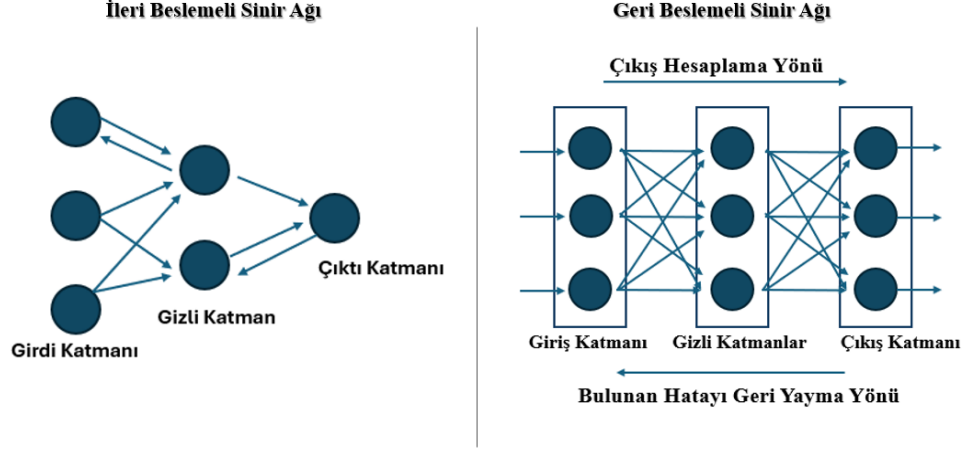 İleri Beslemeli Sinir Ağı
Girdi Katmanı
Gizli Katman
Çıktı Katmanı
Geri Beslemeli Sinir Ağı
Çıkış Hesaplama Yönü
Giriş Katmanı
Gizli Katmanlar
Çıkış Katmanı
Bulunan Hatayı Geri Yayma Yönü